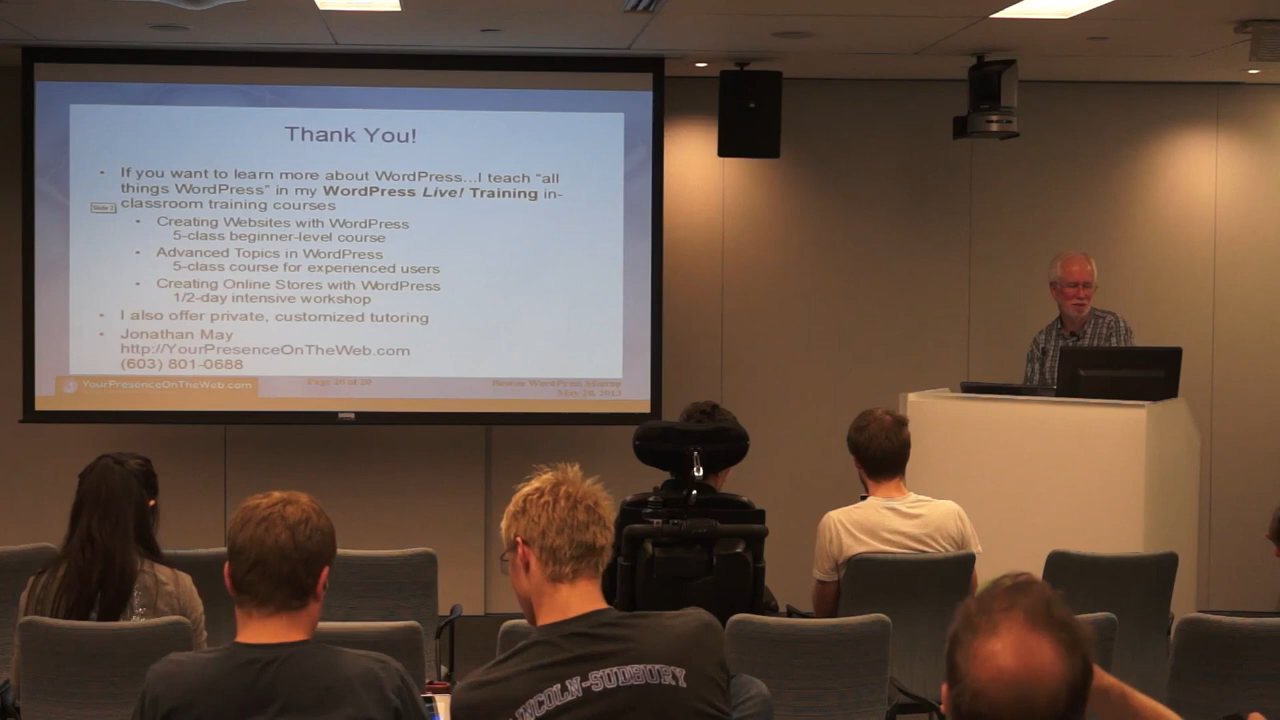 Thank You!
• If you want to learn more about WordPress...I teach "all
things WordPress" in my WordPress Live! Training in-
classroom training courses
• Creating Websites with WordPress
5-class beginner-level course
• Advanced Topics in WordPress
5-class course for experienced users
• Creating Online Stores with WordPress
1/2-day intensive workshop
• I also offer private, customized tutoring
• Jonathan May
http://YourPresenceOnTheWeb.com
(603) 801-0688
YourPresenceOnTheWeb.com
Page 20 of 20
Boston WordPress Meetup
LINCOLN-SUDBURY